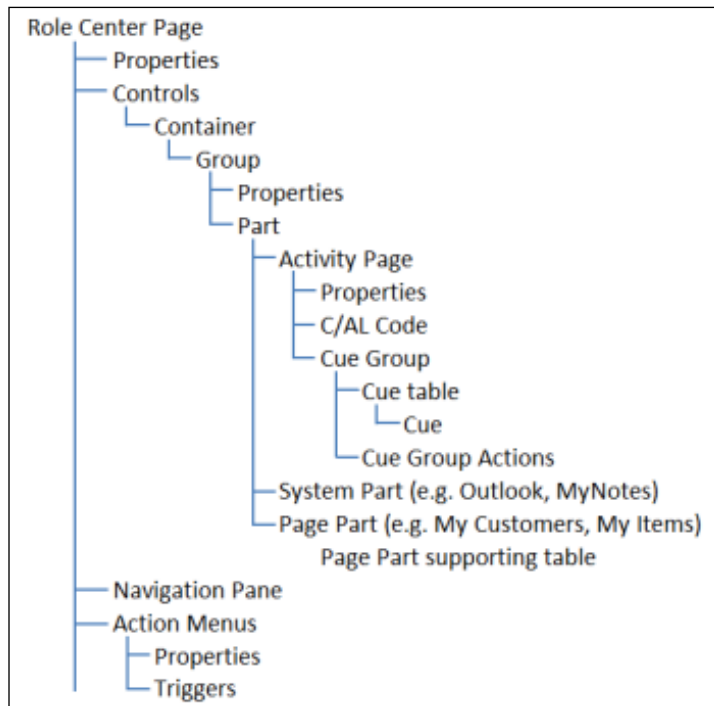 Role Center Page
Properties
Controls
Container
Group
Properties
Part
Activity Page
Properties
C/AL Code
Cue Group
Cue table
Cue
Cue Group Actions
System Part (e.g. Outlook, MyNotes)
Page Part (e.g. My Customers, My Items)
Page Part supporting table
Navigation Pane
Action Menus
Properties
Triggers